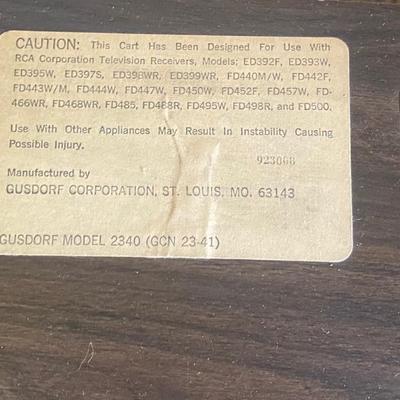 CAUTION: This Cart Has Been Designed For Use With
RCA Corporation Television Receivers, Models; ED392F, ED393W,
ED395W, ED397S, ED398WR, ED399WR, FD440M/W, FD442F,
FD443W/M, FD444W, FD447W, FD450W, FD452F, FD457W, FD-
466WR, FD468WR, FD485, FD488R, FD495W, FD498R, and FD500.
Use With Other Appliances May Result In Instability Causing
Possible Injury.
923068
Manufactured by
GUSDORF CORPORATION, ST. LOUIS, MO. 63143
GUSDORF MODEL 2340 (GCN 23-41)